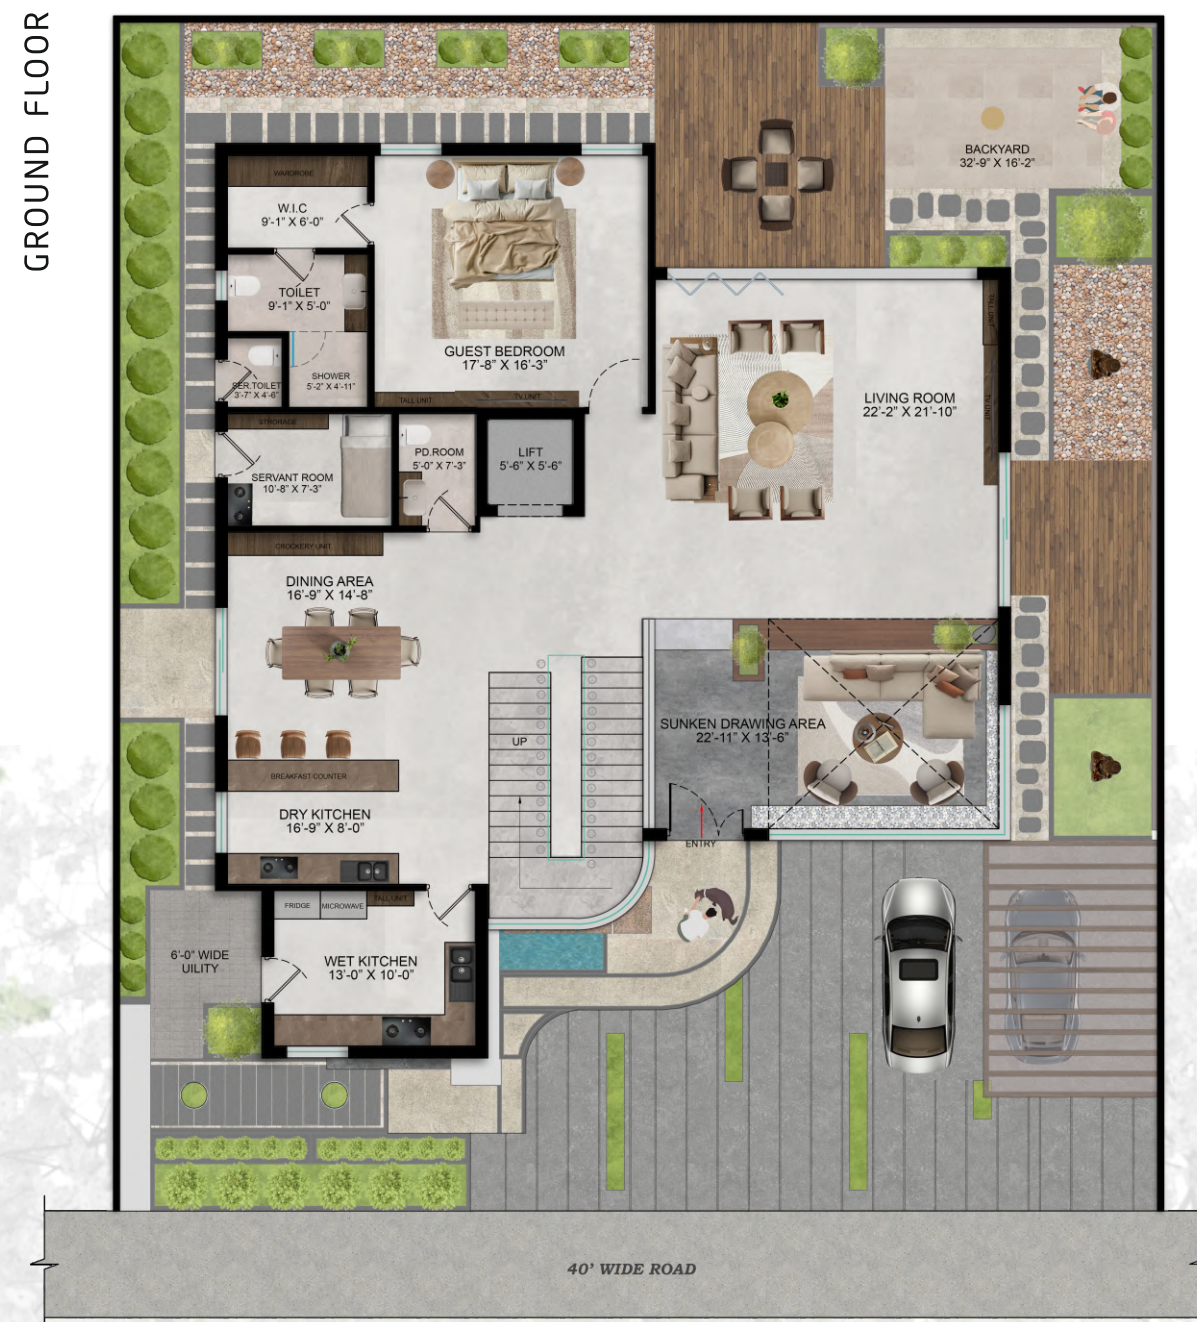 GROUND FLOOR
BACKYARD
32'-9" X 16'-2"
WARDROBE
W.I.C
9'-1" X 6'-0"
TOILET
9'-1" X 5'-0"
GUEST BEDROOM
17'-8" X 16'-3"
SHOWER
5'-2" X 4'-11"
SER.TOILET
3'-7" X 4'-6"
TALL UNIT
TV.UNIT
TALL UNIT
TV.UNIT
LIVING ROOM
22'-2" X 21'-10"
STRORAGE
SERVANT ROOM
10'-8" X 7'-3"
PD.ROOM
5'-0" X 7'-3"
LIFT
5'-6" X 5'-6"
CROCKERY UNIT
DINING AREA
16'-9" X 14'-8"
UP
SUNKEN DRAWING AREA
22'-11" X 13'-6"
BREAKFAST COUNTER
DRY KITCHEN
16'-9" X 8'-0"
ENTRY
FRIDGE
MICROWAVE
TALL UNIT
6'-0" WIDE
UILITY
WET KITCHEN
13'-0" X 10'-0"
40' WIDE ROAD